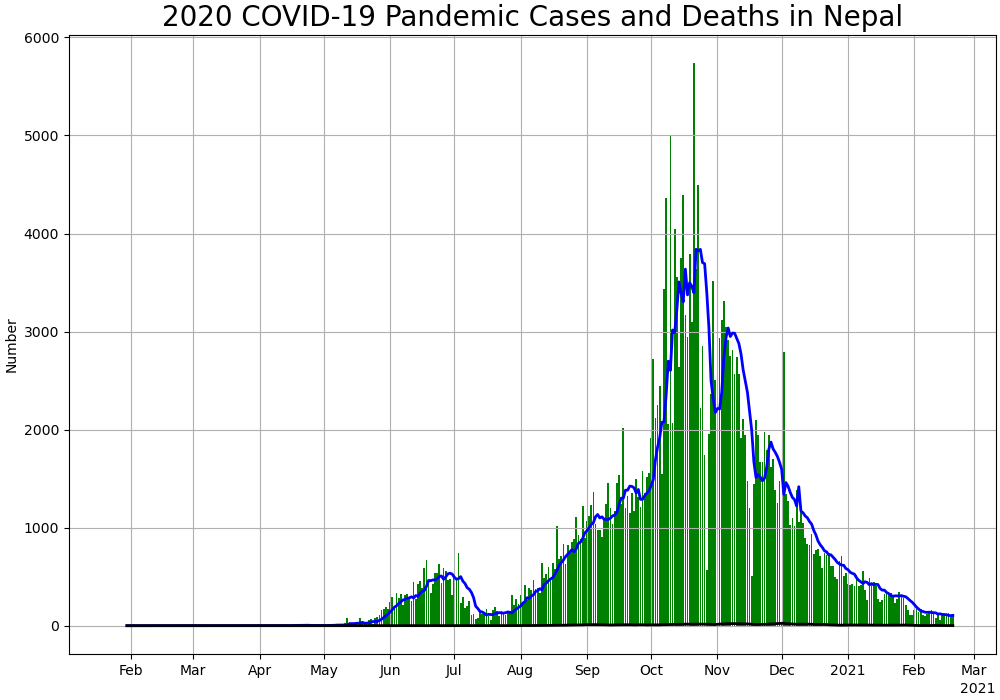 2020 COVID-19 Pandemic Cases and Deaths in Nepal
6000
5000
4000
3000
2000
1000
0
Number
Feb Mar Apr May Jun Jul Aug Sep Oct Nov Dec 2021 Feb Mar
2021